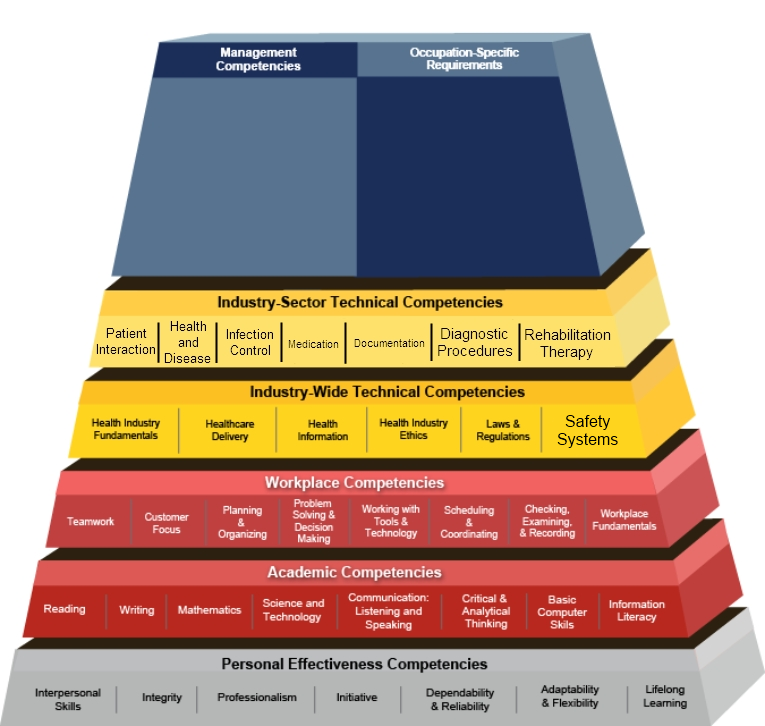 Management
Competencies
Occupation-Specific
Requirements
Industry-Sector Technical Competencies
Patient
Interaction
Health
and
Disease
Infection
Control
Medication
Documentation
Diagnostic
Procedures
Rehabilitation
Therapy
Industry-Wide Technical Competencies
Health Industry
Fundamentals
Healthcare
Delivery
Health
Information
Health Industry
Ethics
Laws &
Regulations
Safety
Systems
Workplace Competencies
Teamwork
Customer
Focus
Planning
&
Organizing
Problem
Solving &
Decision
Making
Working with
Tools &
Technology
Scheduling
&
Coordinating
Checking,
Examining,
& Recording
Workplace
Fundamentals
Academic Competencies
Reading
Writing
Mathematics
Science and
Technology
Communication:
Listening and
Speaking
Critical &
Analytical
Thinking
Basic
Computer
Skills
Information
Literacy
Personal Effectiveness Competencies
Interpersonal
Skills
Integrity
Professionalism
Initiative
Dependability
& Reliability
Adaptability
& Flexibility
Lifelong
Learning